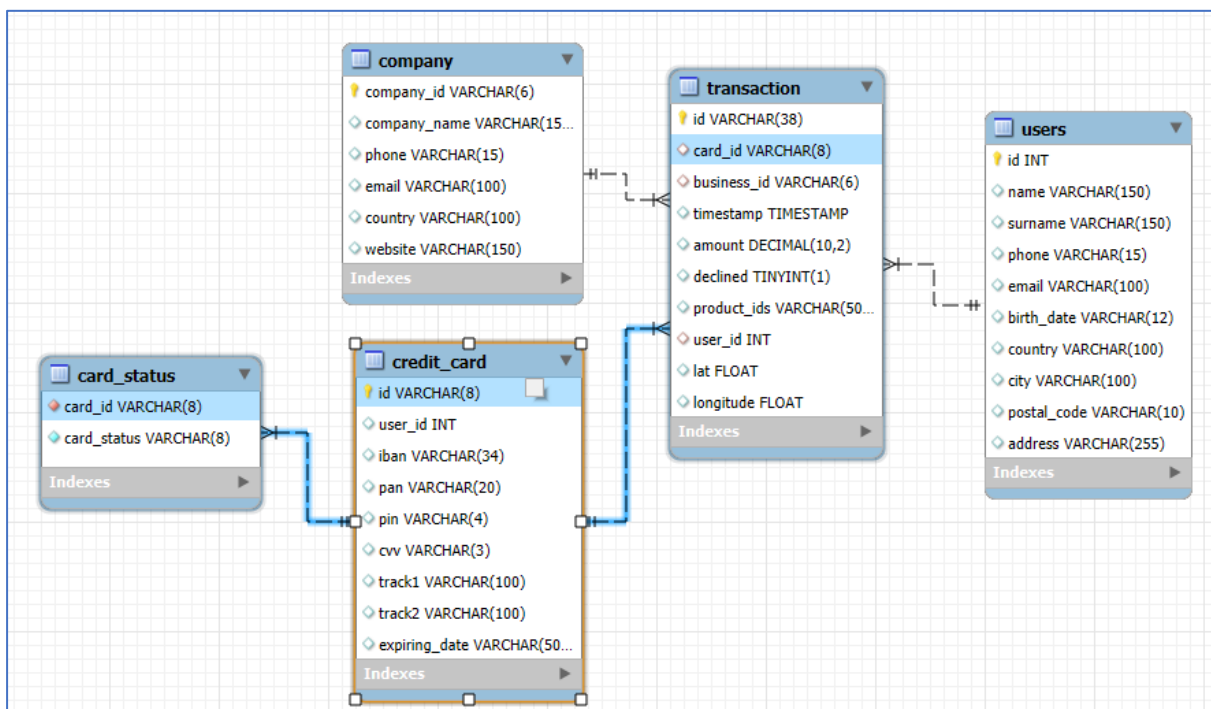 company
company_id VARCHAR(6)
company_name VARCHAR(15...
phone VARCHAR(15)
email VARCHAR(100)
country VARCHAR(100)
website VARCHAR(150)
Indexes
transaction
id VARCHAR(38)
card_id VARCHAR(8)
business_id VARCHAR(6)
timestamp TIMESTAMP
amount DECIMAL(10,2)
declined TINYINT(1)
product_ids VARCHAR(50...
user_id INT
lat FLOAT
longitude FLOAT
Indexes
users
id INT
name VARCHAR(150)
surname VARCHAR(150)
phone VARCHAR(15)
email VARCHAR(100)
birth_date VARCHAR(12)
country VARCHAR(100)
city VARCHAR(100)
postal_code VARCHAR(10)
address VARCHAR(255)
Indexes
card_status
card_id VARCHAR(8)
card_status VARCHAR(8)
Indexes
credit_card
id VARCHAR(8)
user_id INT
iban VARCHAR(34)
pan VARCHAR(20)
pin VARCHAR(4)
cvv VARCHAR(3)
track1 VARCHAR(100)
track2 VARCHAR(100)
expiring_date VARCHAR(50...
Indexes